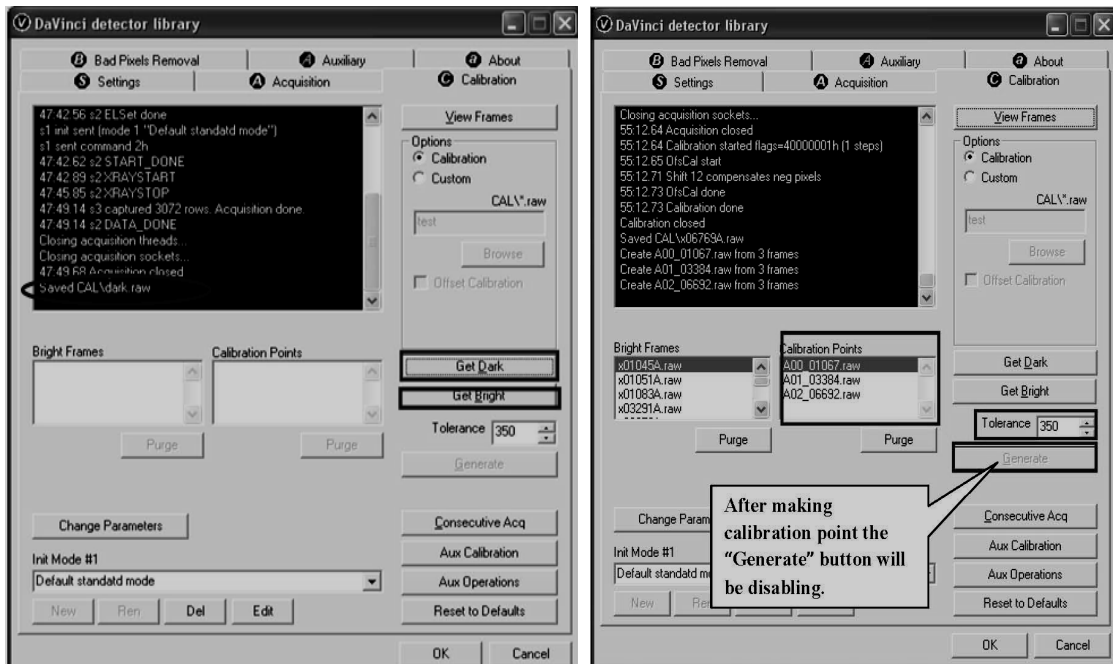 DaVinci detector library
Bad Pixels Removal
Auxiliary
About
Settings
Acquisition
Calibration
47:42.56 s2 ELSet done
s1 init sent (mode 1 "Default standatd mode")
s1 sent command 2h
47:42.62 s2 START_DONE
47:42.89 s2 XRAYSTART
47:45.85 s2 XRAYSTOP
47:49.14 s3 captured 3072 rows. Acquisition done.
47:49.14 s2 DATA_DONE
Closing acquisition threads...
Closing acquisition sockets...
47:49.68 Acquisition closed
Saved CAL\dark.raw
View Frames
Options
Calibration
Custom
CAL\*.raw
test
Browse
Offset Calibration
Bright Frames
Calibration Points
Get Dark
Get Bright
Tolerance 350
Purge
Purge
Generate
Change Parameters
Consecutive Acq
Init Mode #1
Aux Calibration
Default standatd mode
Aux Operations
New
Ren
Del
Edit
Reset to Defaults
OK
Cancel
DaVinci detector library
Bad Pixels Removal
Auxiliary
About
Settings
Acquisition
Calibration
Closing acquisition sockets...
55:12.64 Acquisition closed
55:12.64 Calibration started flags=40000001h (1 steps)
55:12.65 OfsCal start
55:12.71 Shift 12 compensates neg pixels
55:12.73 OfsCal done
55:12.73 Calibration done
Calibration closed
Saved CAL\x06769A.raw
Create A00_01067.raw from 3 frames
Create A01_03384.raw from 3 frames
Create A02_06692.raw from 3 frames
View Frames
Options
Calibration
Custom
CAL\*.raw
test
Browse
Offset Calibration
Bright Frames
x01045A.raw
x01051A.raw
x01083A.raw
x03291A.raw
Calibration Points
A00_01067.raw
A01_03384.raw
A02_06692.raw
Get Dark
Get Bright
Tolerance 350
Purge
Purge
Generate
After making
calibration point the
"Generate" button will
be disabling.
Change Param
Consecutive Acq
Init Mode #1
Aux Calibration
Default standatd m
Aux Operations
New
Reset to Defaults
OK
Cancel